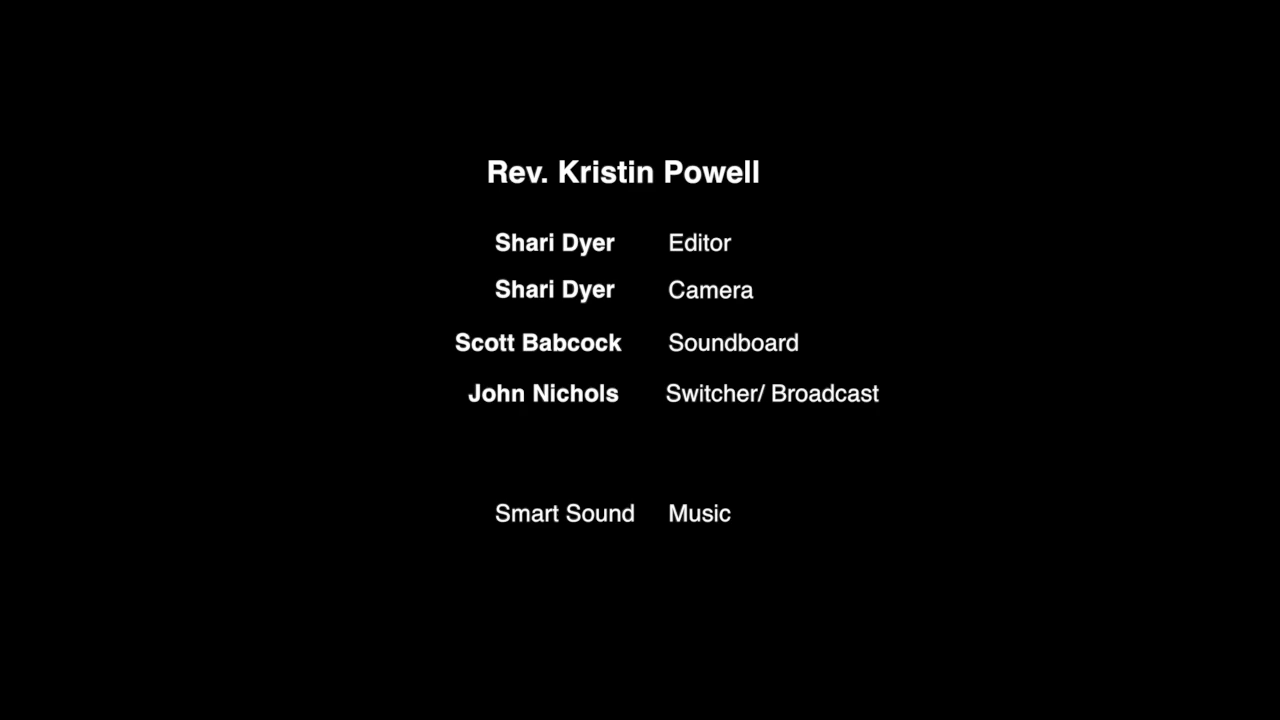 Rev. Kristin Powell
Shari Dyer Editor
Shari Dyer Camera
Scott Babcock Soundboard
John Nichols Switcher/ Broadcast
Smart Sound Music